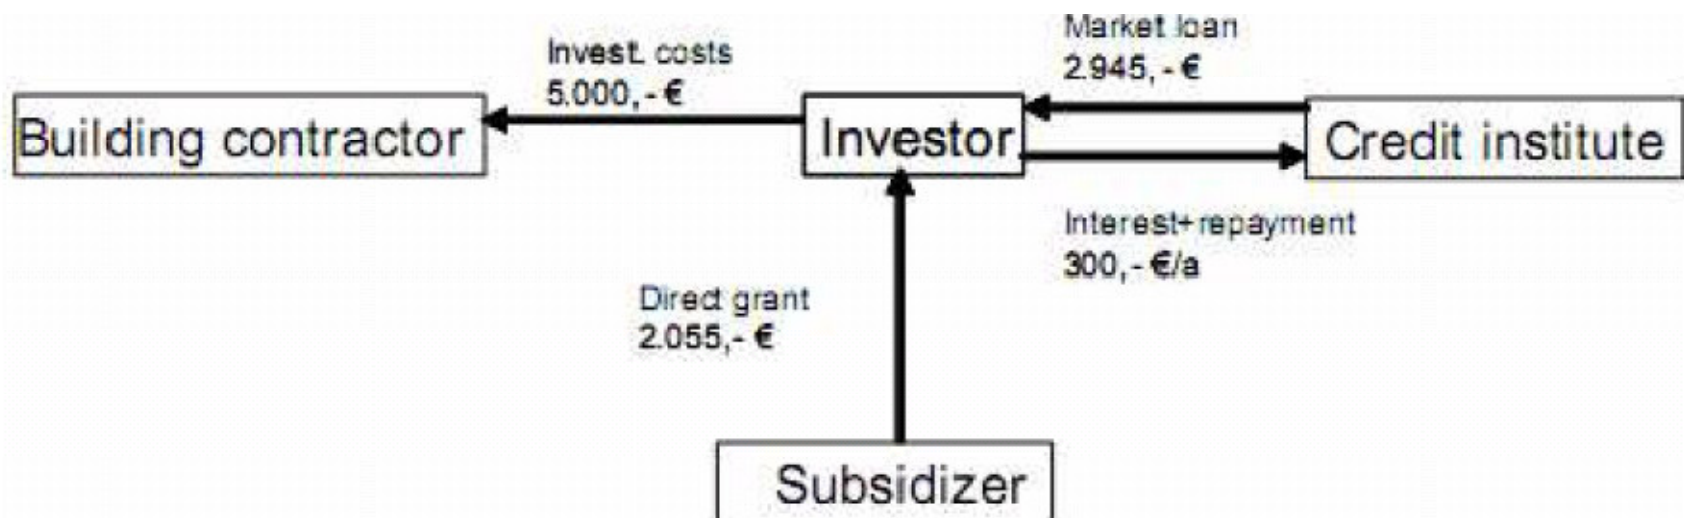 Invest. costs
5.000,- €
Market loan
2.945,- €
Building contractor
Investor
Credit institute
Interest+repayment
300,- €/a
Direct grant
2.055,- €
Subsidizer